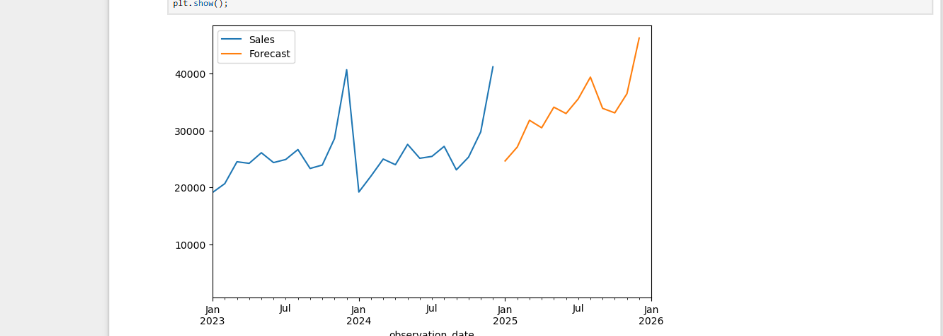 plt.show();
Sales
Forecast
40000
30000
20000
10000
Jan Jul Jan Jul Jan Jul Jan
2023 2024 2025 2026
observation_date